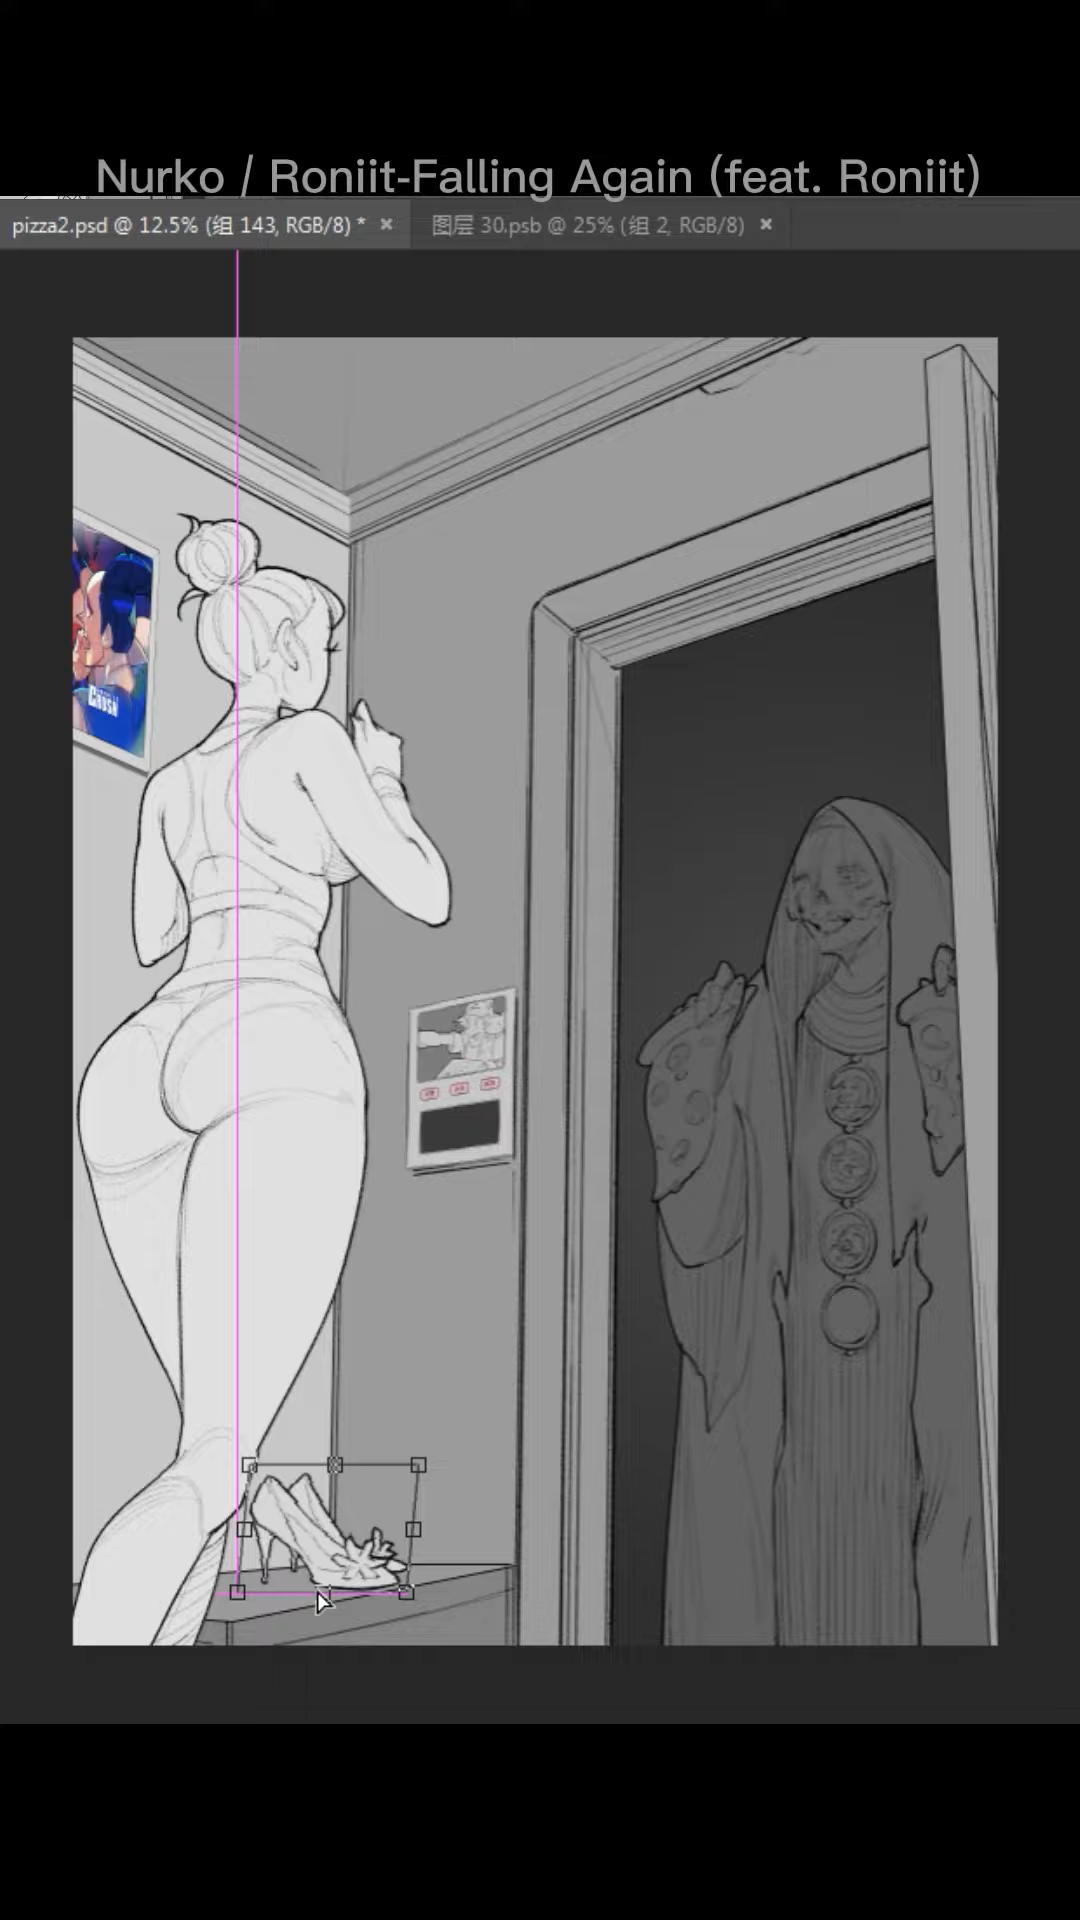 Nurko / Roniit-Falling Again (feat. Roniit)
pizza2.psd @ 12.5% (组 143, RGB/8) *
图层 30.psb @ 25% (组 2, RGB/8)
CRUSH